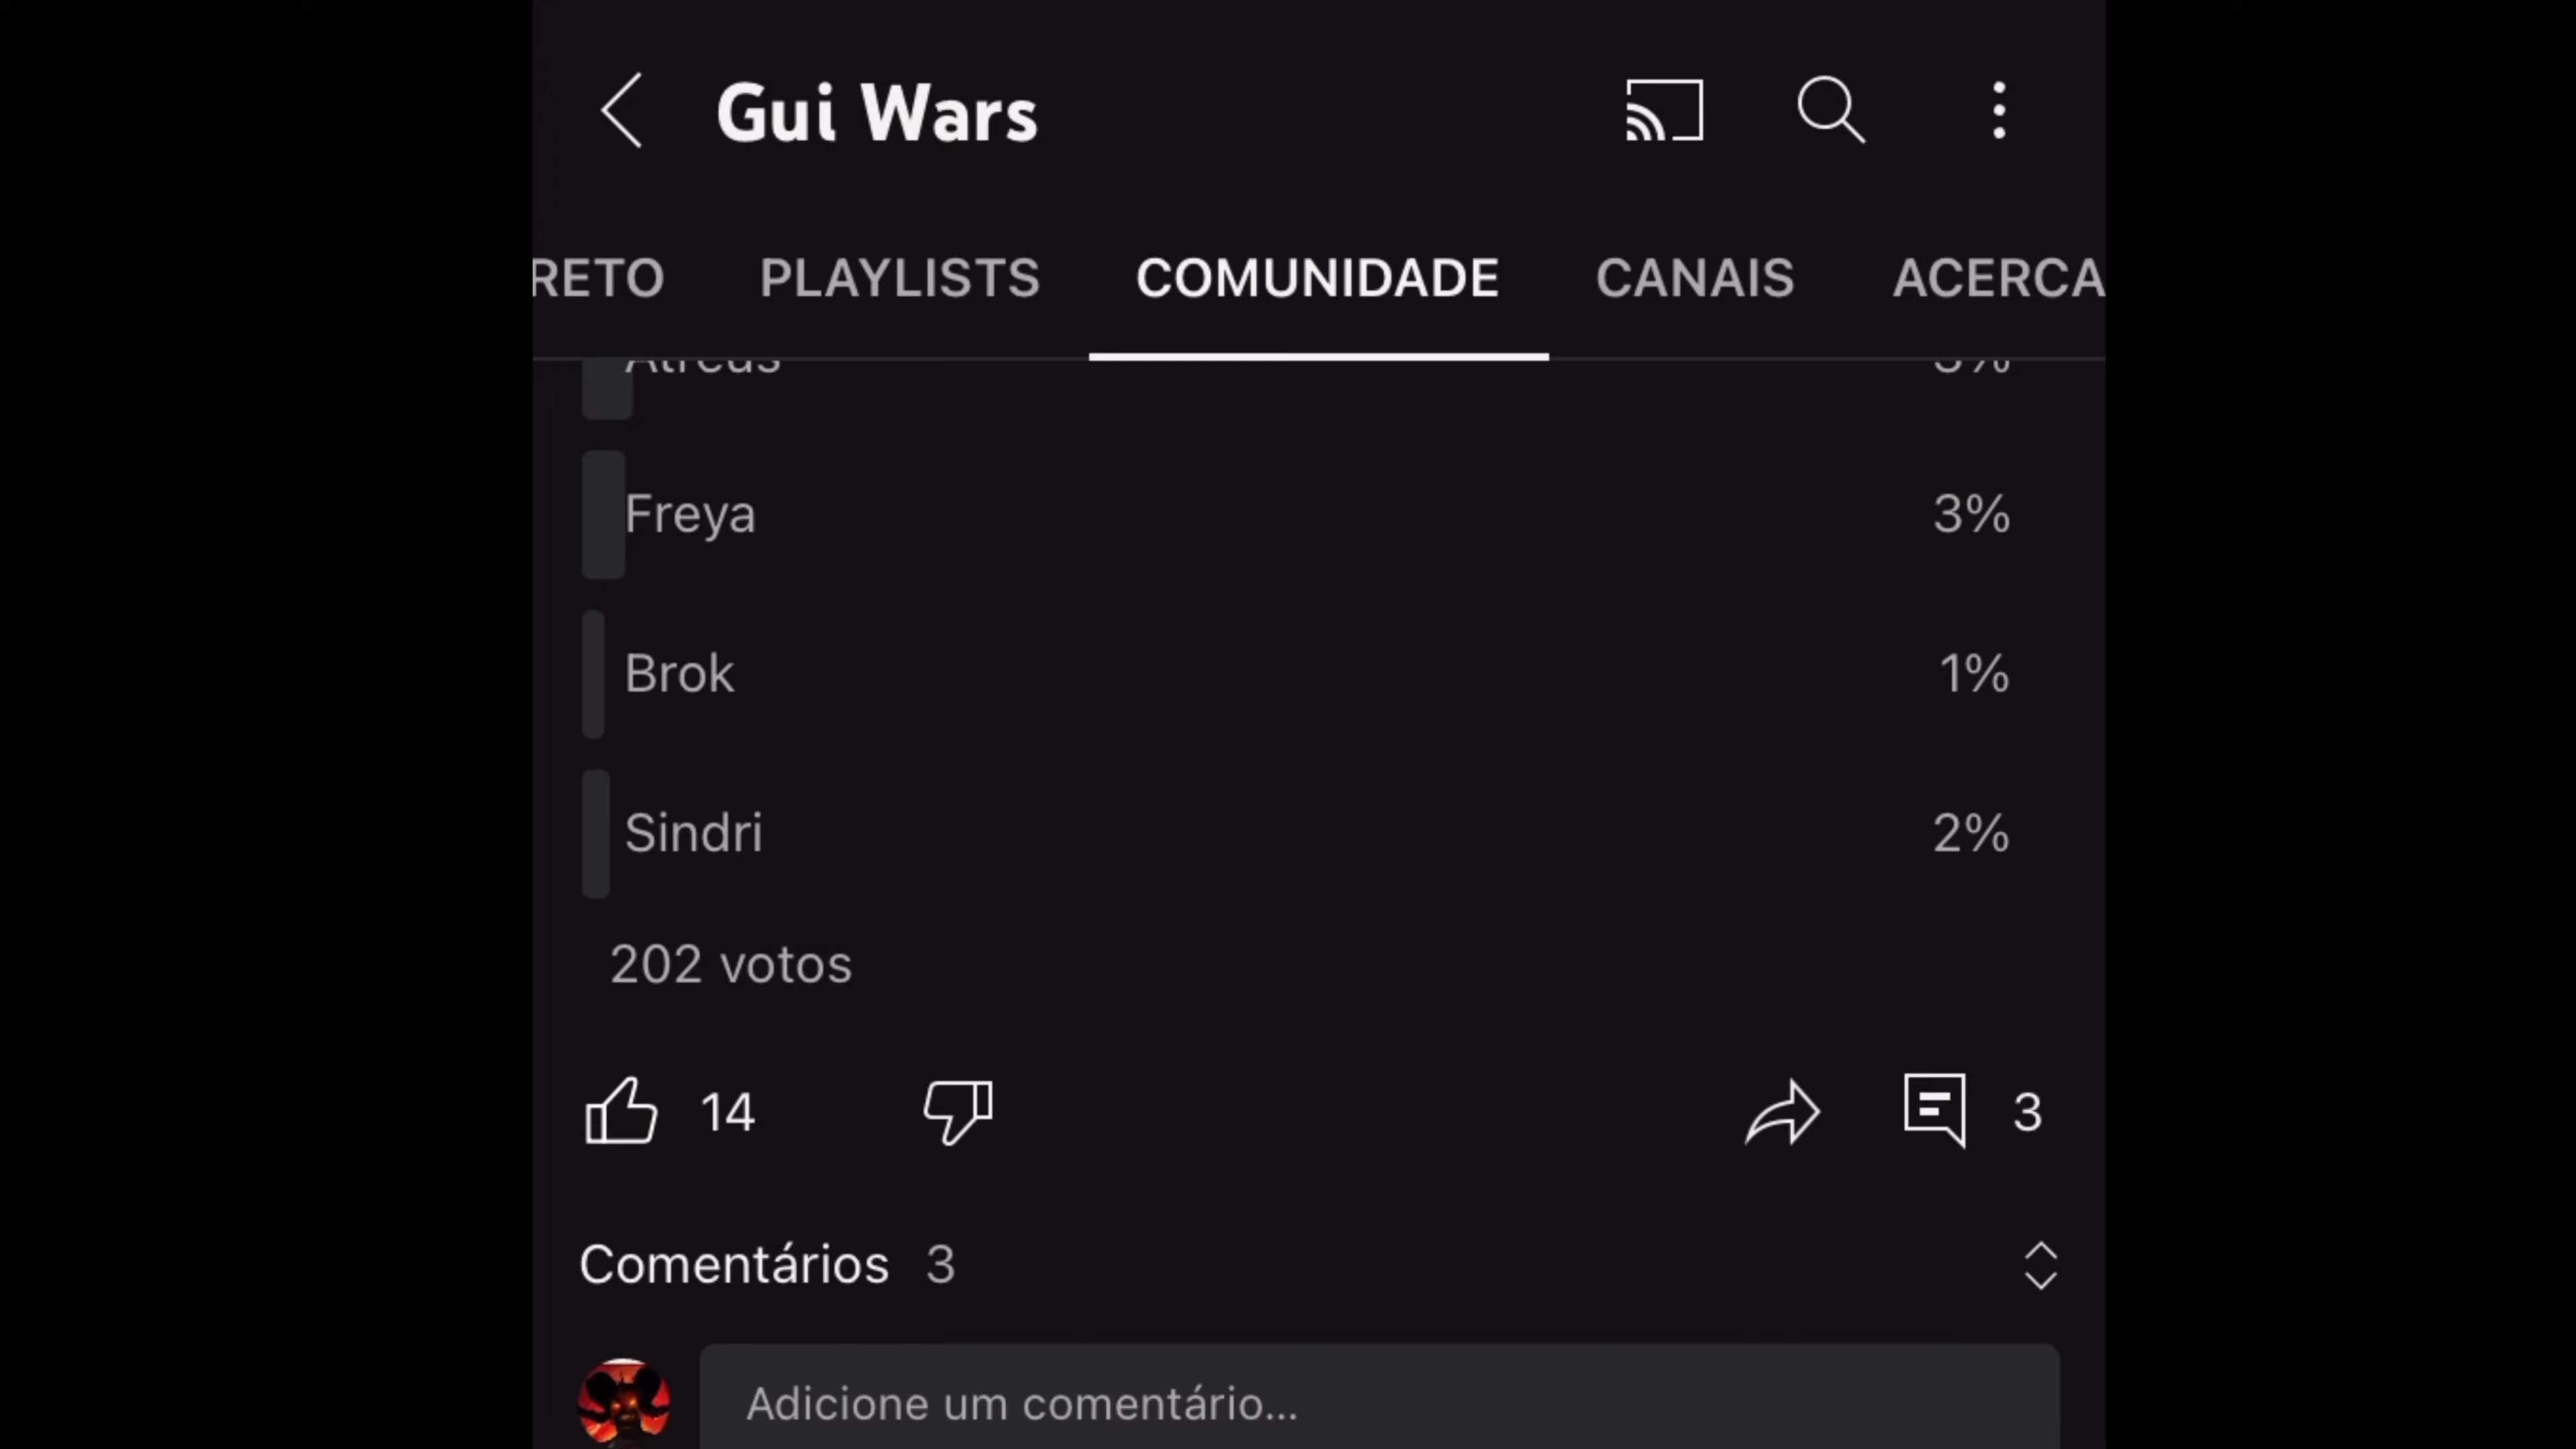 Gui Wars
RETO PLAYLISTS COMUNIDADE CANAIS ACERCA
Atreus
Freya 3%
Brok 1%
Sindri 2%
202 votos
14 3
Comentários 3
Adicione um comentário...